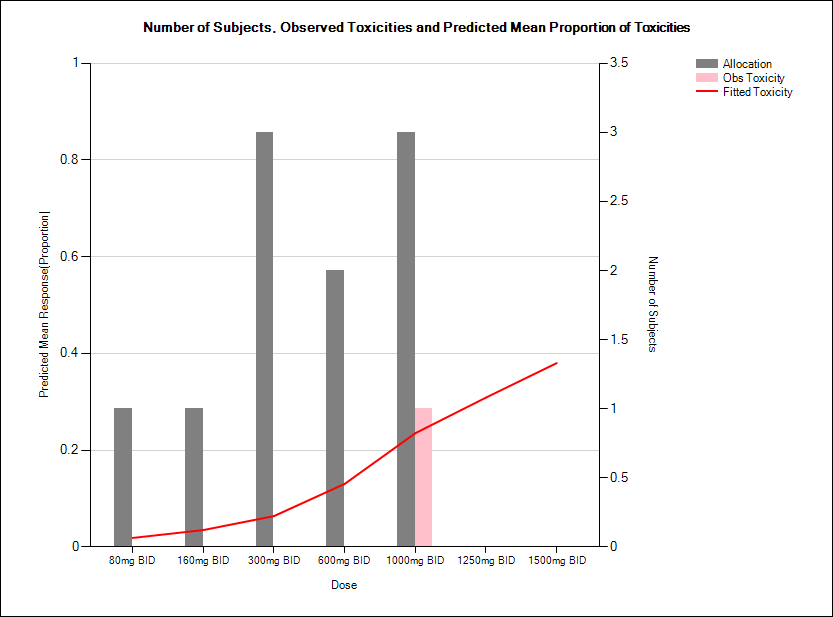 Number of Subjects, Observed Toxicities and Predicted Mean Proportion of Toxicities
Allocation
Obs Toxicity
Fitted Toxicity
Predicted Mean Response(Proportion)
1
0.8
0.6
0.4
0.2
0
3.5
3
2.5
2
1.5
1
0.5
0
Number of Subjects
80mg BID 160mg BID 300mg BID 600mg BID 1000mg BID 1250mg BID 1500mg BID
Dose